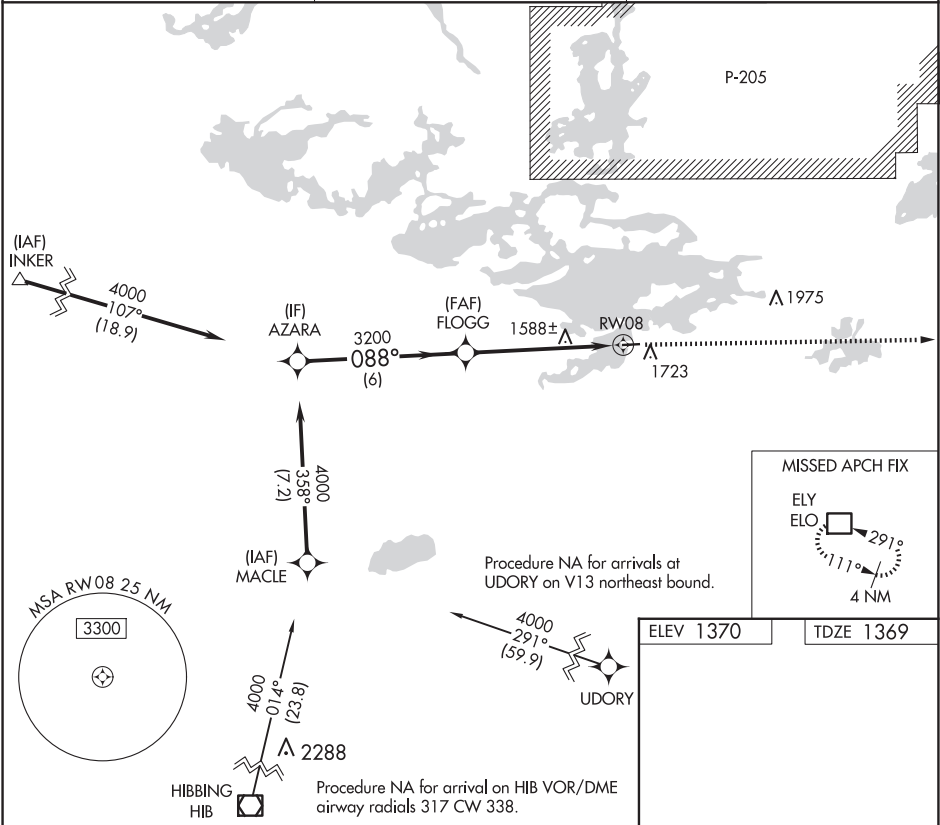 P-205
(IAF)
INKER
4000
107°
(18.9)
(IF)
AZARA
3200
088°
(6)
(FAF)
FLOGG
1588±
RW08
1975
1723
4000
358°
(7.2)
(IAF)
MACLE
MISSED APCH FIX
ELY
ELO
291°
111°
4 NM
Procedure NA for arrivals at
UDORY on V13 northeast bound.
4000
291°
(59.9)
UDORY
MSA RW08 25 NM
3300
ELEV 1370
TDZE 1369
4000
014°
(23.8)
2288
HIBBING
HIB
Procedure NA for arrival on HIB VOR/DME
airway radials 317 CW 338.